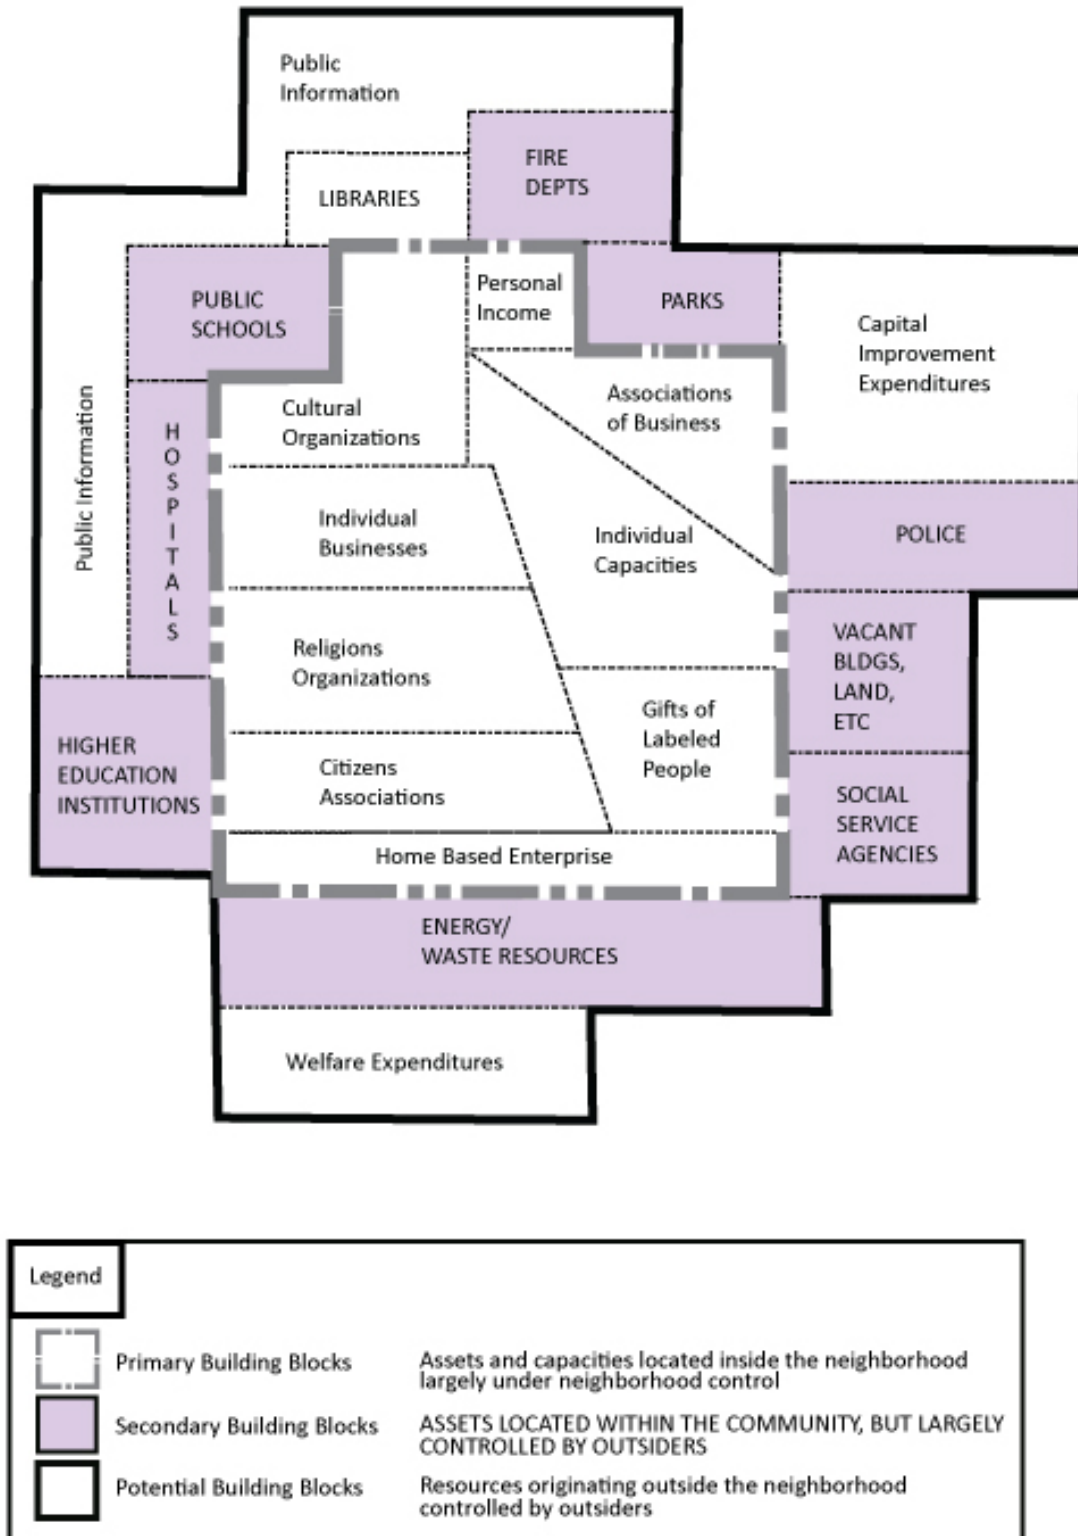 Public
Information
FIRE
DEPTS
LIBRARIES
Personal
Income
PUBLIC
SCHOOLS
PARKS
Capital
Improvement
Expenditures
Public Information
HOSPITALS
Cultural
Organizations
Associations
of Business
Individual
Businesses
Individual
Capacities
POLICE
Religions
Organizations
VACANT
BLDGS,
LAND,
ETC
Gifts of
Labeled
People
HIGHER
EDUCATION
INSTITUTIONS
Citizens
Associations
SOCIAL
SERVICE
AGENCIES
Home Based Enterprise
ENERGY/
WASTE RESOURCES
Welfare Expenditures
Legend
Primary Building Blocks
Assets and capacities located inside the neighborhood
largely under neighborhood control
Secondary Building Blocks
ASSETS LOCATED WITHIN THE COMMUNITY, BUT LARGELY
CONTROLLED BY OUTSIDERS
Potential Building Blocks
Resources originating outside the neighborhood
controlled by outsiders